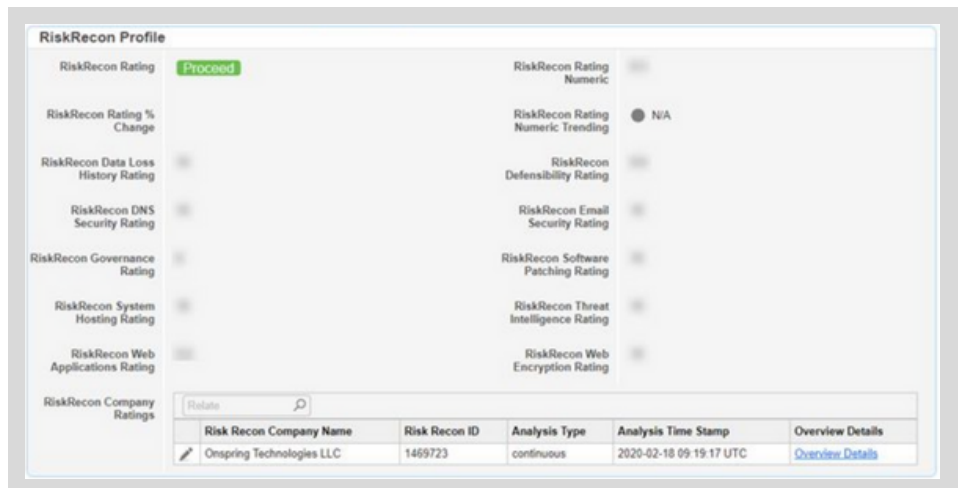 RiskRecon Profile
RiskRecon Rating
Proceed
RiskRecon Rating
Numeric
RiskRecon Rating %
Change
RiskRecon Rating
Numeric Trending
N/A
RiskRecon Data Loss
History Rating
RiskRecon
Defensibility Rating
RiskRecon DNS
Security Rating
RiskRecon Email
Security Rating
RiskRecon Governance
Rating
RiskRecon Software
Patching Rating
RiskRecon System
Hosting Rating
RiskRecon Threat
Intelligence Rating
RiskRecon Web
Applications Rating
RiskRecon Web
Encryption Rating
RiskRecon Company
Ratings
Relate
Risk Recon Company Name Risk Recon ID Analysis Type Analysis Time Stamp Overview Details
Onspring Technologies LLC 1469723 continuous 2020-02-18 09:19:17 UTC Overview Details